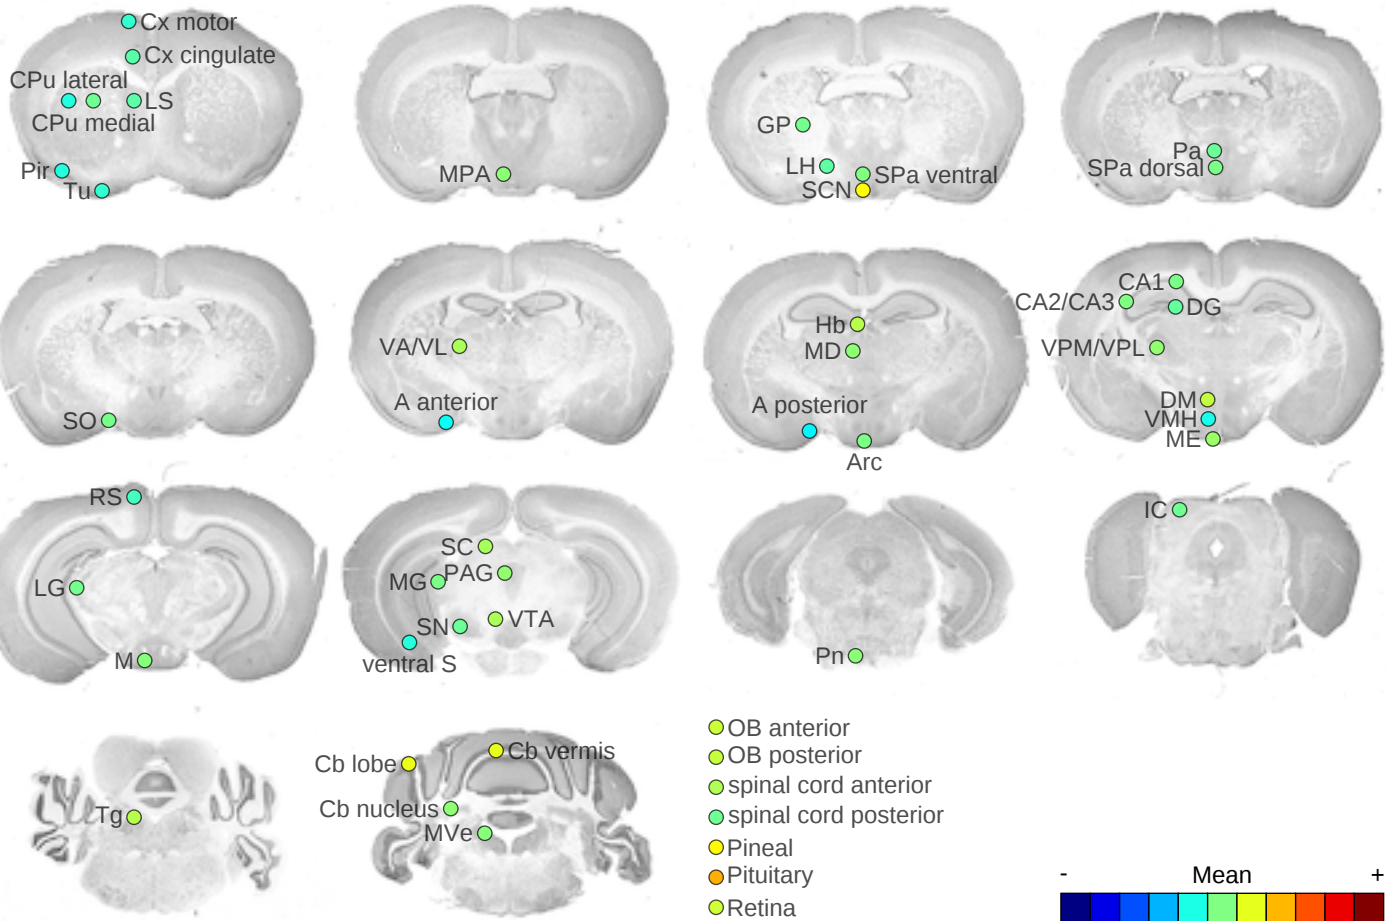 Cx motor
Cx cingulate
CPu lateral
LS
CPu medial
Pir
Tu
MPA
GP
LH
SPa ventral
SCN
Pa
SPa dorsal
SO
VA/VL
A anterior
Hb
MD
A posterior
Arc
CA1
CA2/CA3
DG
VPM/VPL
DM
VMH
ME
RS
LG
M
SC
PAG
MG
VTA
SN
ventral S
Pn
IC
Tg
Cb lobe
Cb vermis
Cb nucleus
MVe
OB anterior
OB posterior
spinal cord anterior
spinal cord posterior
Pineal
Pituitary
Retina
- Mean +